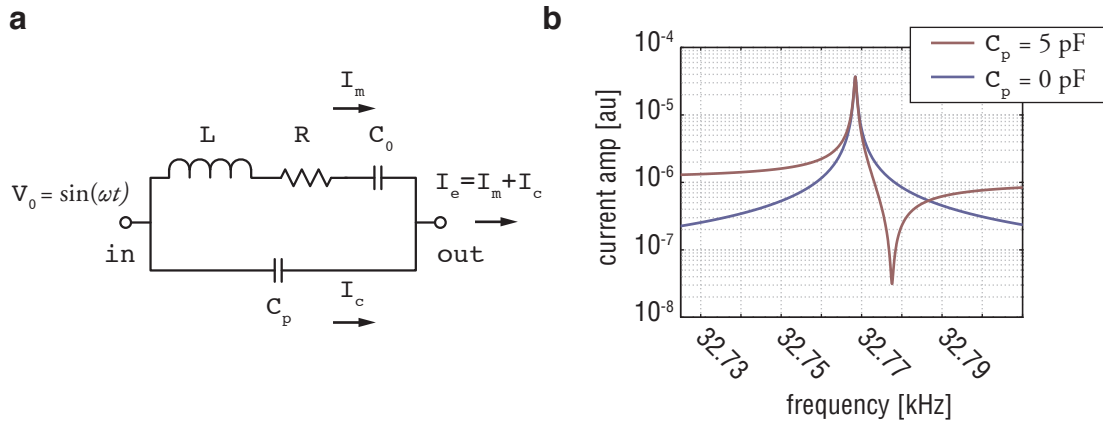 a
I_m
L R C_0
V_0 = sin(ωt)
I_e=I_m+I_c
in out
C_p
I_c
b
C_p = 5 pF
C_p = 0 pF
current amp [au]
10^-4
10^-5
10^-6
10^-7
10^-8
32.73 32.75 32.77 32.79
frequency [kHz]